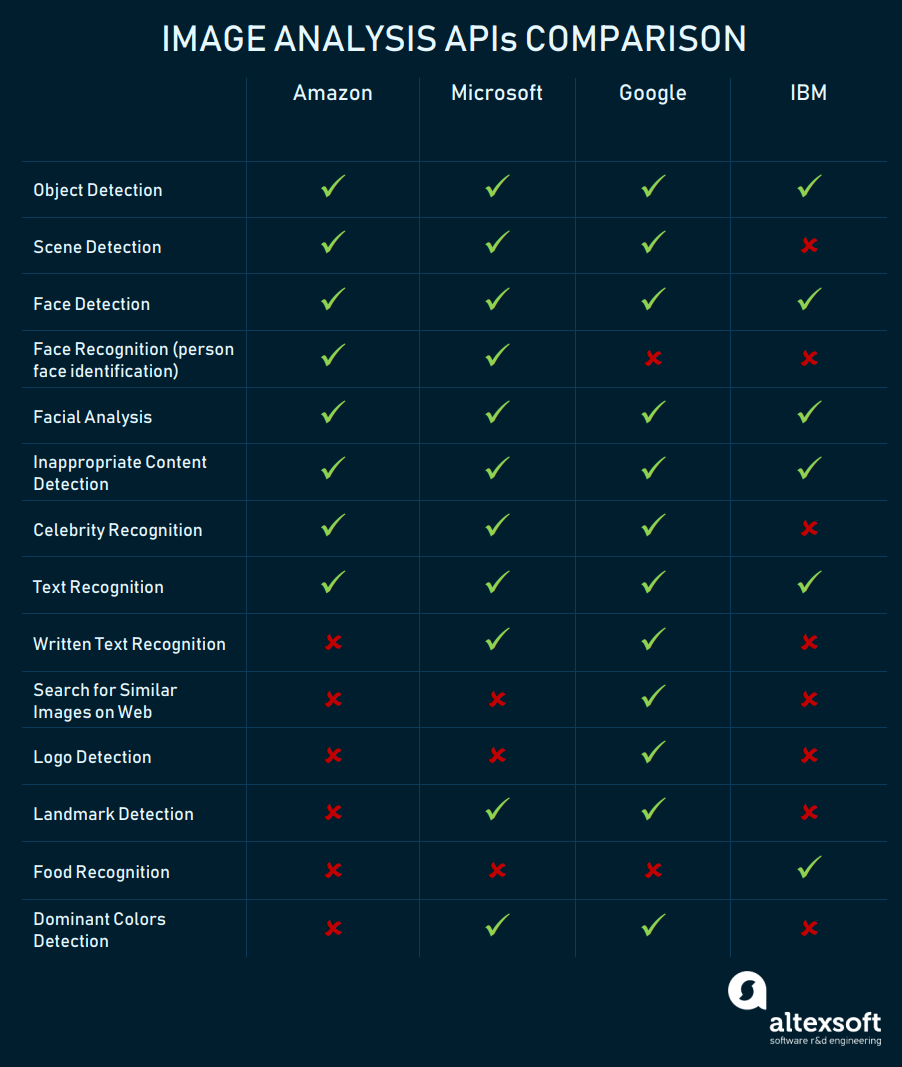 IMAGE ANALYSIS APIs COMPARISON
Amazon Microsoft Google IBM
Object Detection
Scene Detection
Face Detection
Face Recognition (person
face identification)
Facial Analysis
Inappropriate Content
Detection
Celebrity Recognition
Text Recognition
Written Text Recognition
Search for Similar
Images on Web
Logo Detection
Landmark Detection
Food Recognition
Dominant Colors
Detection
altexsoft
software r&d engineering